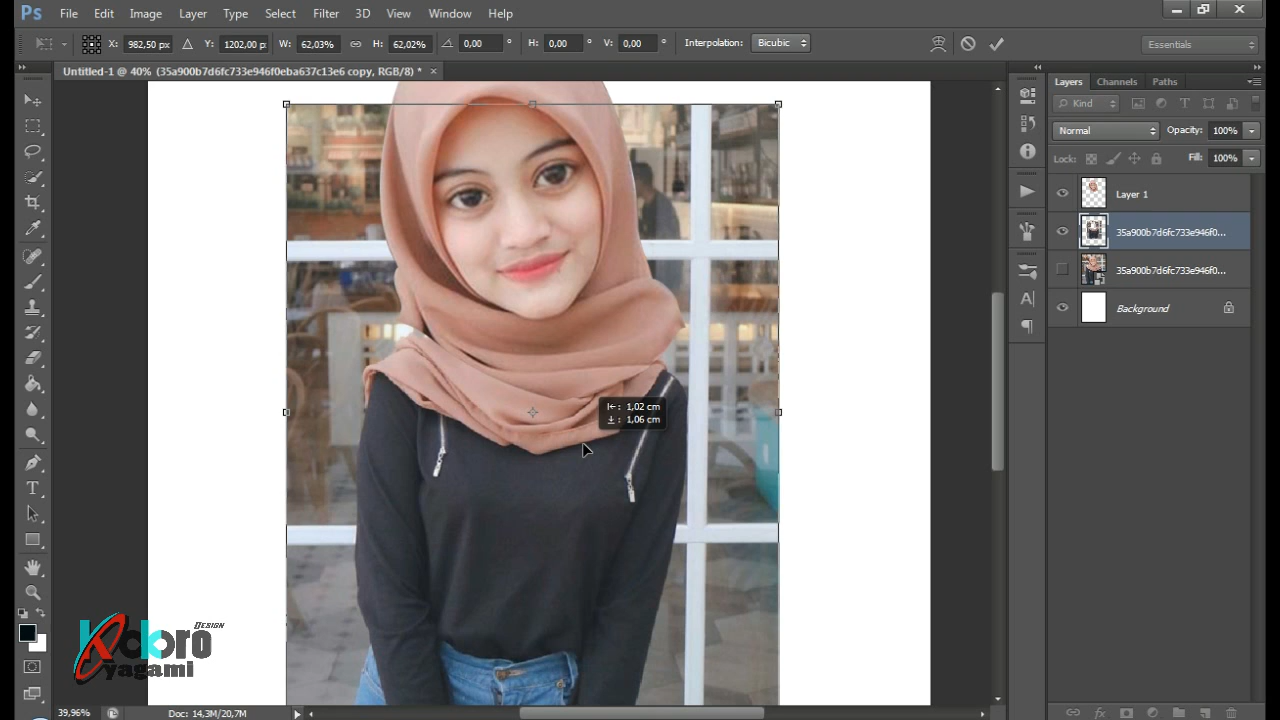 Ps File Edit Image Layer Type Select Filter 3D View Window Help
X: 982,50 px Y: 1202,00 p W: 62,03% H: 62,02% 0,00 ° H: 0,00 ° V: 0,00 ° Interpolation: Bicubic Essentials
Untitled-1 @ 40% (35a900b7d6fc733e946f0eba637c13e6 copy, RGB/8) * ×
Layers Channels Paths
Kind
Normal Opacity: 100%
Lock: Fill: 100%
Layer 1
35a900b7d6fc733e946f0...
35a900b7d6fc733e946f0...
Background
1,02 cm
1,06 cm
Design
Kdoro
yagami
39,96% Doc: 14,3M/20,7M